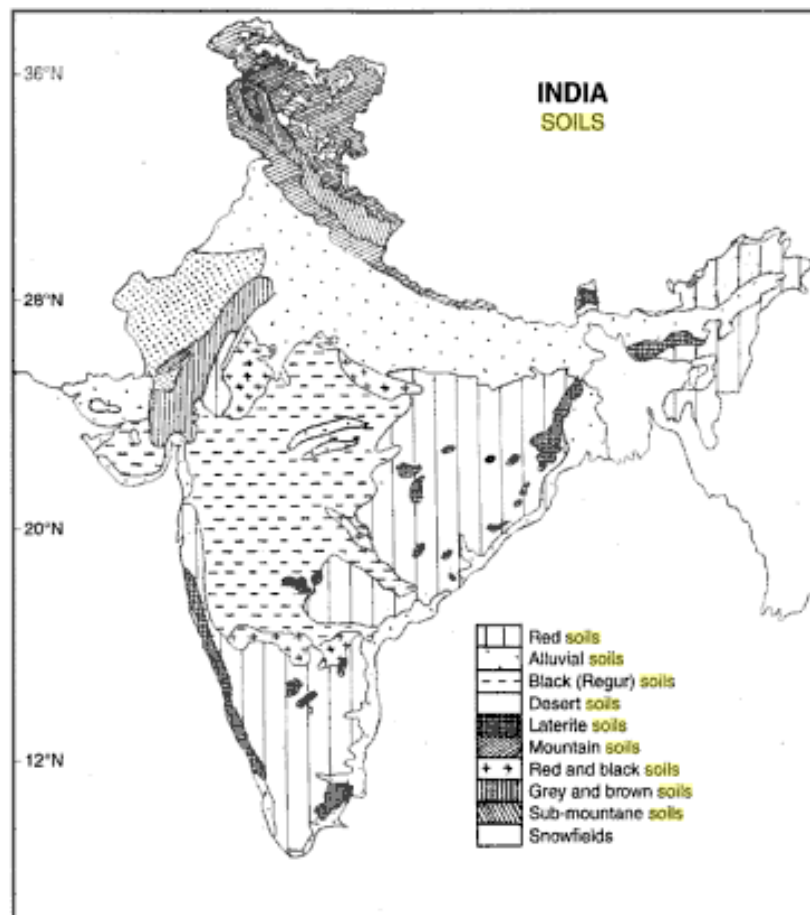 36°N
INDIA
SOILS
28°N
20°N
12°N
Red soils
Alluvial soils
Black (Regur) soils
Desert soils
Laterite soils
Mountain soils
Red and black soils
Grey and brown soils
Sub-mountane soils
Snowfields